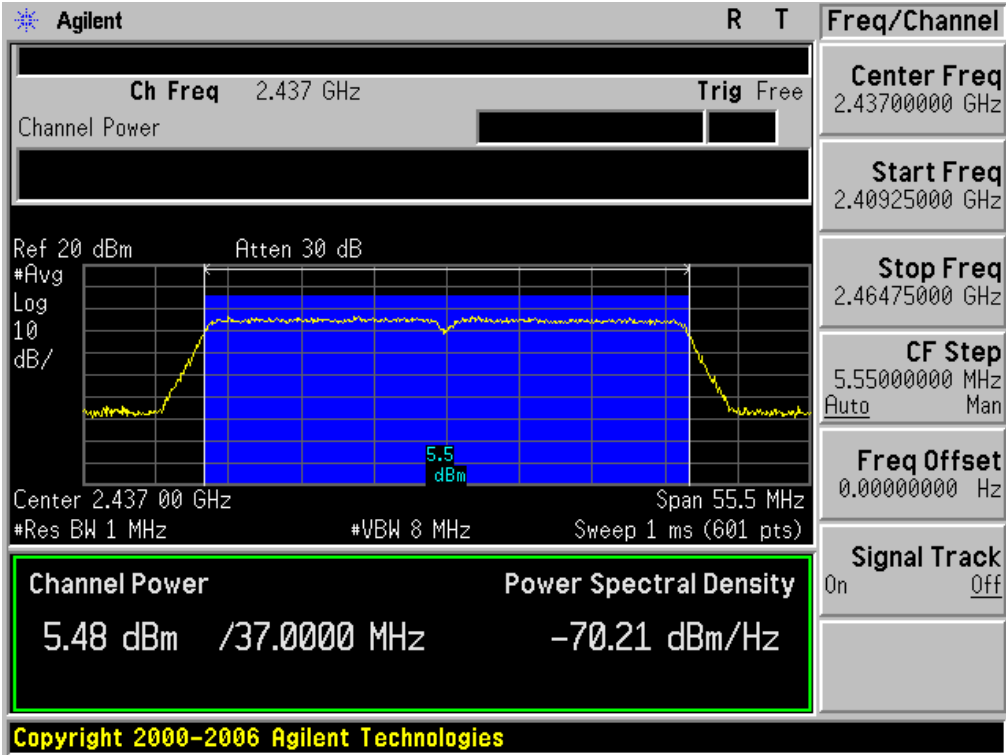 Agilent
R T
Ch Freq 2.437 GHz
Trig Free
Channel Power
Ref 20 dBm
Atten 30 dB
#Avg
Log
10
dB/
5.5
dBm
Center 2.437 00 GHz
Span 55.5 MHz
#Res BW 1 MHz
#VBW 8 MHz
Sweep 1 ms (601 pts)
Channel Power
Power Spectral Density
5.48 dBm /37.0000 MHz
-70.21 dBm/Hz
Copyright 2000-2006 Agilent Technologies
Freq/Channel
Center Freq
2.43700000 GHz
Start Freq
2.40925000 GHz
Stop Freq
2.46475000 GHz
CF Step
5.55000000 MHz
Auto Man
Freq Offset
0.00000000 Hz
Signal Track
On Off